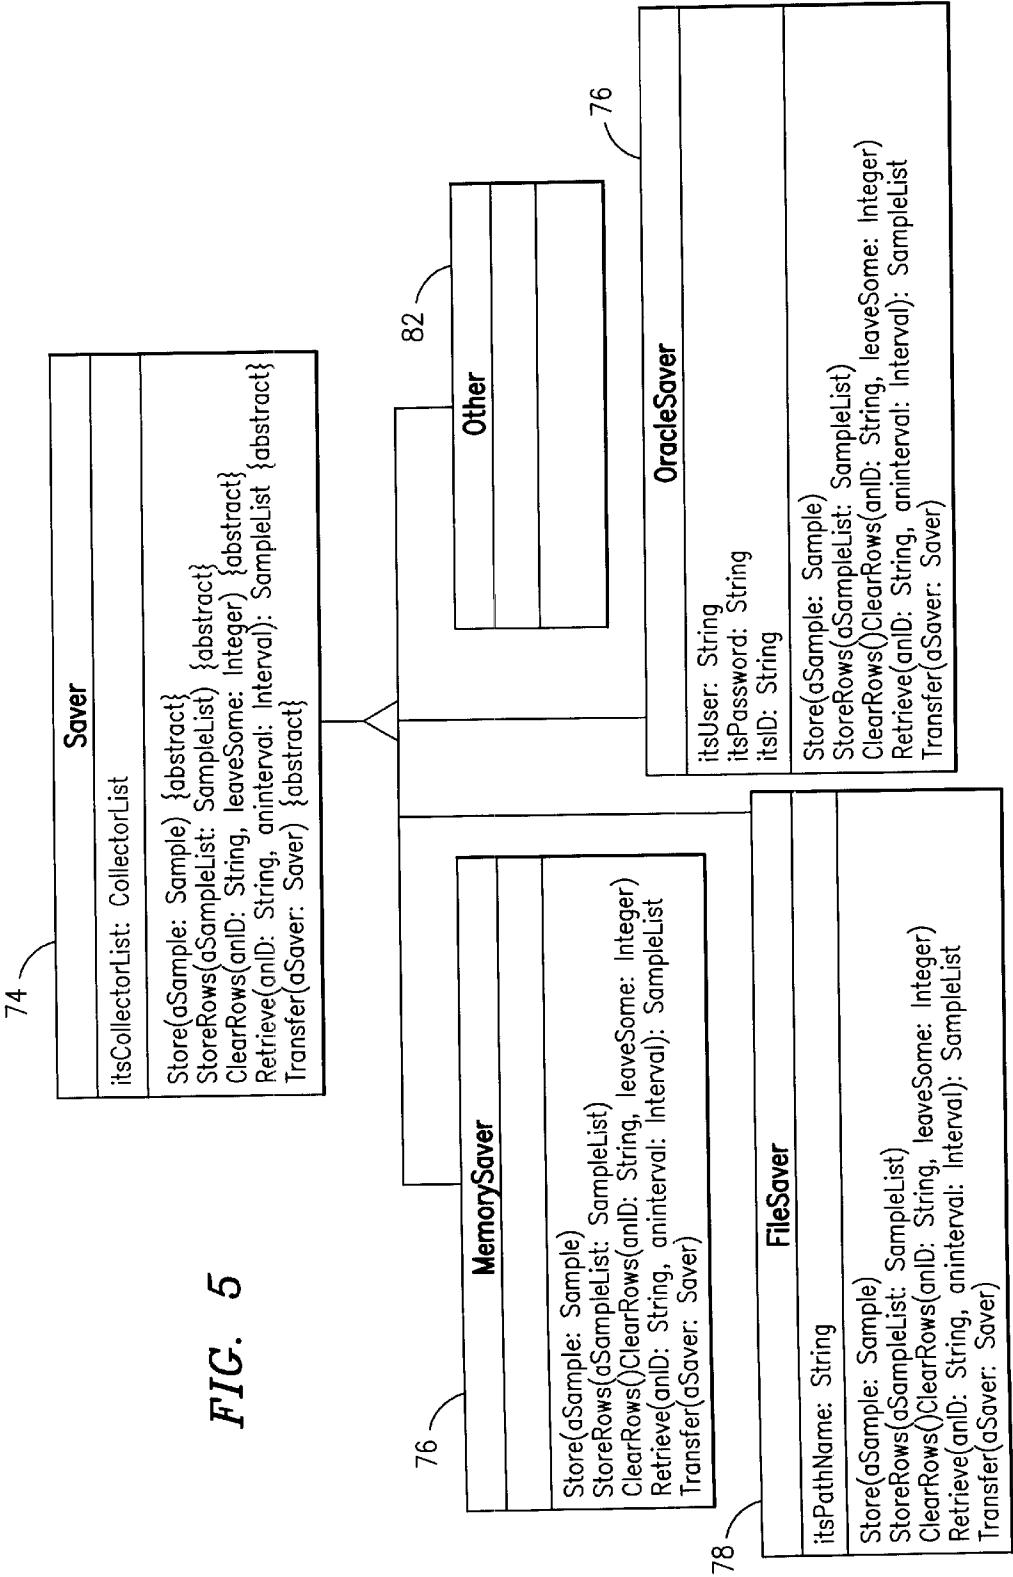 74
Saver
itsCollectorList: CollectorList
Store(aSample: Sample) {abstract}
StoreRows(aSampleList: SampleList) {abstract}
ClearRows(anID: String, leaveSome: Integer) {abstract}
Retrieve(anID: String, aninterval: Interval): SampleList {abstract}
Transfer(aSaver: Saver) {abstract}
FIG. 5
82
Other
76
MemorySaver
Store(aSample: Sample)
StoreRows(aSampleList: SampleList)
ClearRows()ClearRows(anID: String, leaveSome: Integer)
Retrieve(anID: String, aninterval: Interval): SampleList
Transfer(aSaver: Saver)
76
OracleSaver
itsUser: String
itsPassword: String
itsID: String
Store(aSample: Sample)
StoreRows(aSampleList: SampleList)
ClearRows()ClearRows(anID: String, leaveSome: Integer)
Retrieve(anID: String, aninterval: Interval): SampleList
Transfer(aSaver: Saver)
78
FileSaver
itsPathName: String
Store(aSample: Sample)
StoreRows(aSampleList: SampleList)
ClearRows()ClearRows(anID: String, leaveSome: Integer)
Retrieve(anID: String, aninterval: Interval): SampleList
Transfer(aSaver: Saver)